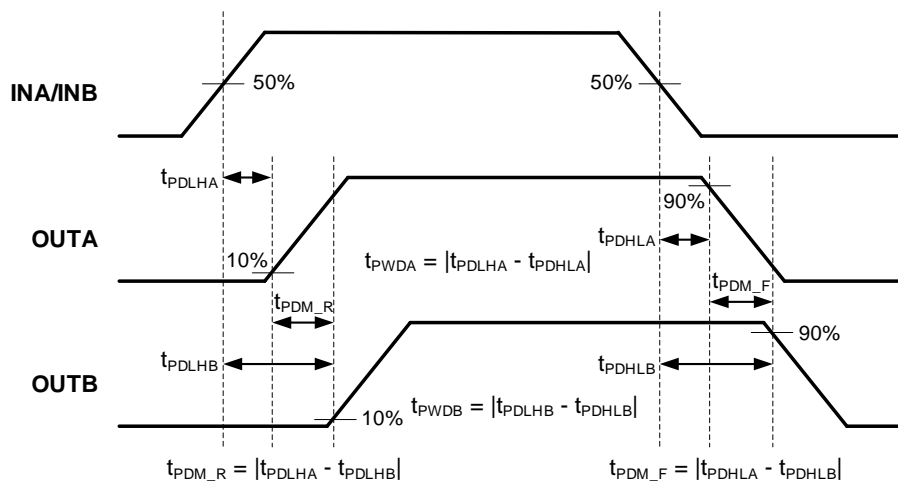 INA/INB
50%
50%
tPDLHA
90%
OUTA
tPDHLA
10%
tPWDA = |tPDLHA - tPDHLA|
tPDM_F
tPDM_R
90%
tPDLHB
tPDHLB
OUTB
tPWDB = |tPDLHB - tPDHLB|
10%
tPDM_R = |tPDLHA - tPDLHB|
tPDM_F = |tPDHLA - tPDHLB|